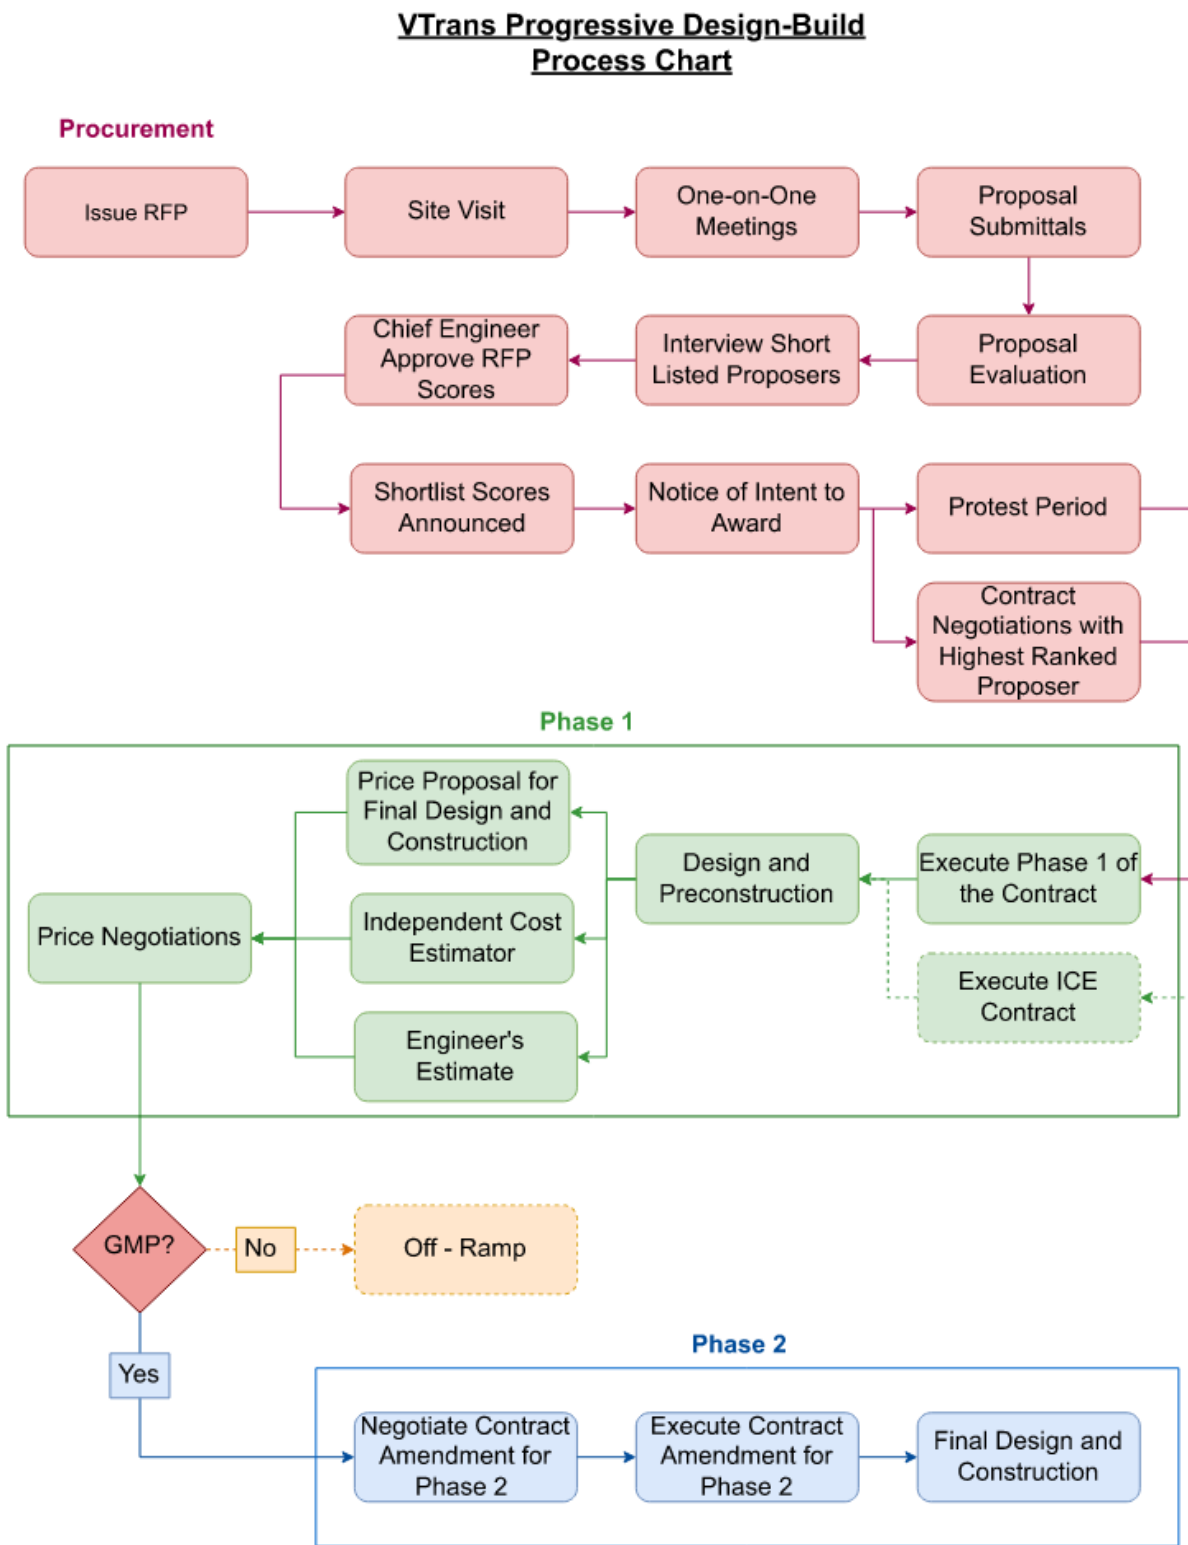 VTrans Progressive Design-Build
Process Chart
Procurement
Issue RFP
Site Visit
One-on-One
Meetings
Proposal
Submittals
Chief Engineer
Approve RFP
Scores
Interview Short
Listed Proposers
Proposal
Evaluation
Shortlist Scores
Announced
Notice of Intent to
Award
Protest Period
Contract
Negotiations with
Highest Ranked
Proposer
Phase 1
Price Proposal for
Final Design and
Construction
Design and
Preconstruction
Execute Phase 1 of
the Contract
Price Negotiations
Independent Cost
Estimator
Execute ICE
Contract
Engineer's
Estimate
GMP?
No
Off - Ramp
Phase 2
Yes
Negotiate Contract
Amendment for
Phase 2
Execute Contract
Amendment for
Phase 2
Final Design and
Construction